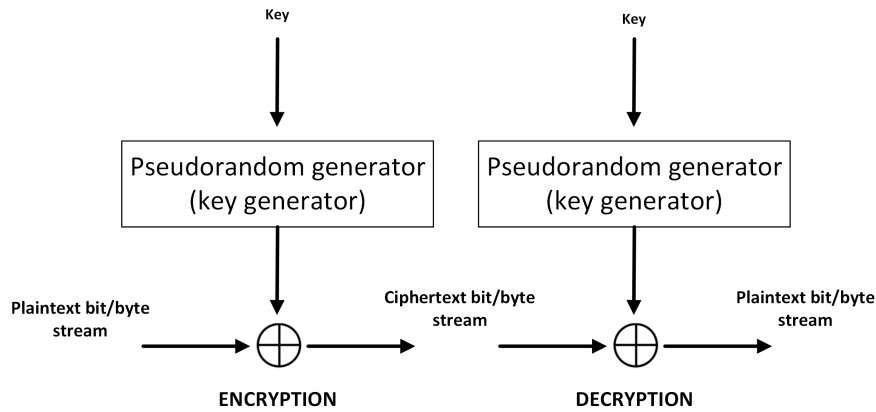 Key
Key
Pseudorandom generator
(key generator)
Pseudorandom generator
(key generator)
Plaintext bit/byte
stream
Ciphertext bit/byte
stream
Plaintext bit/byte
stream
ENCRYPTION
DECRYPTION